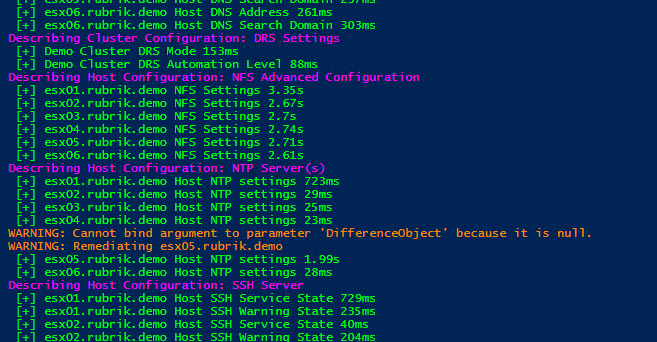 [+] esx05.rubrik.demo Host DNS Search Domain 237ms
[+] esx06.rubrik.demo Host DNS Address 261ms
[+] esx06.rubrik.demo Host DNS Search Domain 303ms
Describing Cluster Configuration: DRS Settings
[+] Demo Cluster DRS Mode 153ms
[+] Demo Cluster DRS Automation Level 88ms
Describing Host Configuration: NFS Advanced Configuration
[+] esx01.rubrik.demo NFS Settings 3.35s
[+] esx02.rubrik.demo NFS Settings 2.67s
[+] esx03.rubrik.demo NFS Settings 2.7s
[+] esx04.rubrik.demo NFS Settings 2.74s
[+] esx05.rubrik.demo NFS Settings 2.71s
[+] esx06.rubrik.demo NFS Settings 2.61s
Describing Host Configuration: NTP Server(s)
[+] esx01.rubrik.demo Host NTP settings 723ms
[+] esx02.rubrik.demo Host NTP settings 29ms
[+] esx03.rubrik.demo Host NTP settings 25ms
[+] esx04.rubrik.demo Host NTP settings 23ms
WARNING: Cannot bind argument to parameter 'DifferenceObject' because it is null.
WARNING: Remediating esx05.rubrik.demo
[+] esx05.rubrik.demo Host NTP settings 1.99s
[+] esx06.rubrik.demo Host NTP settings 28ms
Describing Host Configuration: SSH Server
[+] esx01.rubrik.demo Host SSH Service State 729ms
[+] esx01.rubrik.demo Host SSH Warning State 235ms
[+] esx02.rubrik.demo Host SSH Service State 40ms
[+] esx02.rubrik.demo Host SSH Warning State 204ms